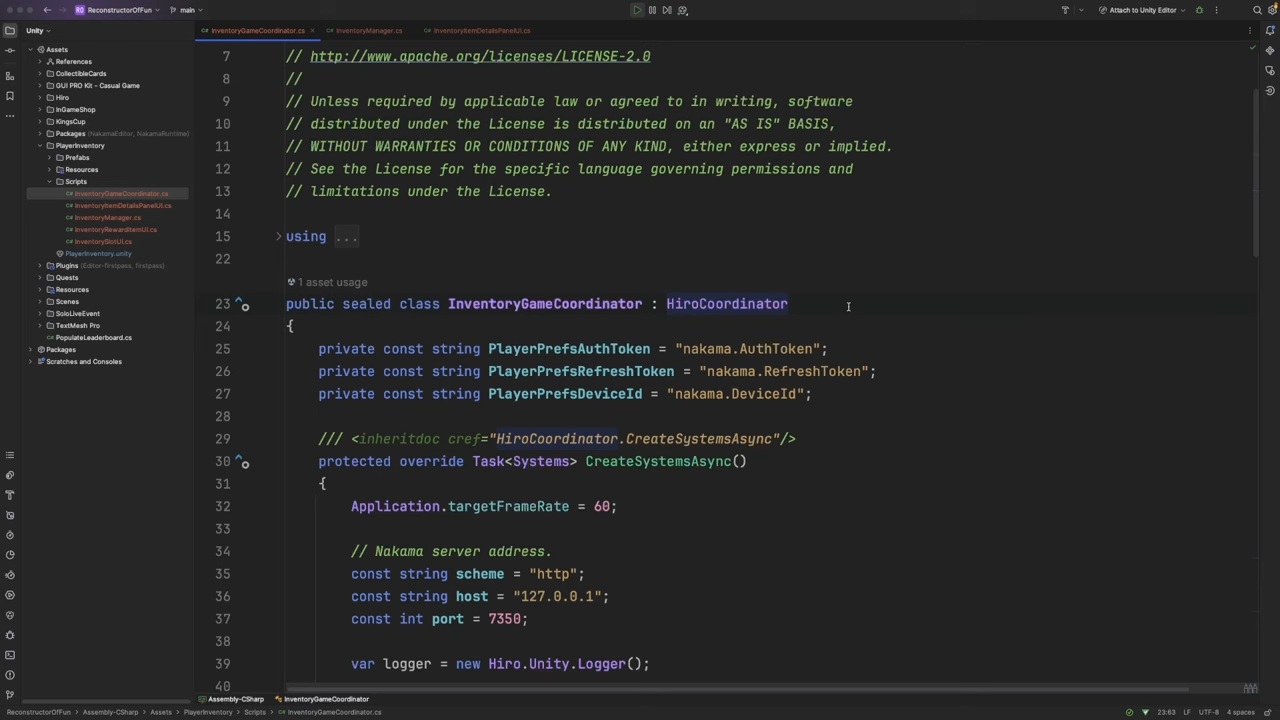 RO ReconstructorOfFun main Attach to Unity Editor
Unity
InventoryGameCoordinator.cs InventoryManager.cs InventoryItemDetailsPanelUI.cs
Assets
References
CollectibleCards
GUI PRO Kit - Casual Game
Hiro
InGameShop
KingsCup
Packages (NakamaEditor, NakamaRuntime)
PlayerInventory
Prefabs
Resources
Scripts
C# InventoryGameCoordinator.cs
C# InventoryItemDetailsPanelUI.cs
C# InventoryManager.cs
C# InventoryRewardItemUI.cs
C# InventorySlotUI.cs
PlayerInventory.unity
Plugins (Editor-firstpass, firstpass)
Quests
Resources
Scenes
SoloLiveEvent
TextMesh Pro
C# PopulateLeaderboard.cs
Packages
Scratches and Consoles
7 // http://www.apache.org/licenses/LICENSE-2.0
8 //
9 // Unless required by applicable law or agreed to in writing, software
10 // distributed under the License is distributed on an "AS IS" BASIS,
11 // WITHOUT WARRANTIES OR CONDITIONS OF ANY KIND, either express or implied.
12 // See the License for the specific language governing permissions and
13 // limitations under the License.
14
15 using ...
22
1 asset usage
23 public sealed class InventoryGameCoordinator : HiroCoordinator
24 {
25 private const string PlayerPrefsAuthToken = "nakama.AuthToken";
26 private const string PlayerPrefsRefreshToken = "nakama.RefreshToken";
27 private const string PlayerPrefsDeviceId = "nakama.DeviceId";
28
29 /// <inheritdoc cref="HiroCoordinator.CreateSystemsAsync"/>
30 protected override Task<Systems> CreateSystemsAsync()
31 {
32 Application.targetFrameRate = 60;
33
34 // Nakama server address.
35 const string scheme = "http";
36 const string host = "127.0.0.1";
37 const int port = 7350;
38
39 var logger = new Hiro.Unity.Logger();
40
Assembly-CSharp InventoryGameCoordinator
ReconstructorOfFun > Assembly-CSharp > Assets > PlayerInventory > Scripts > C# InventoryGameCoordinator.cs 23:63 LF UTF-8 4 spaces